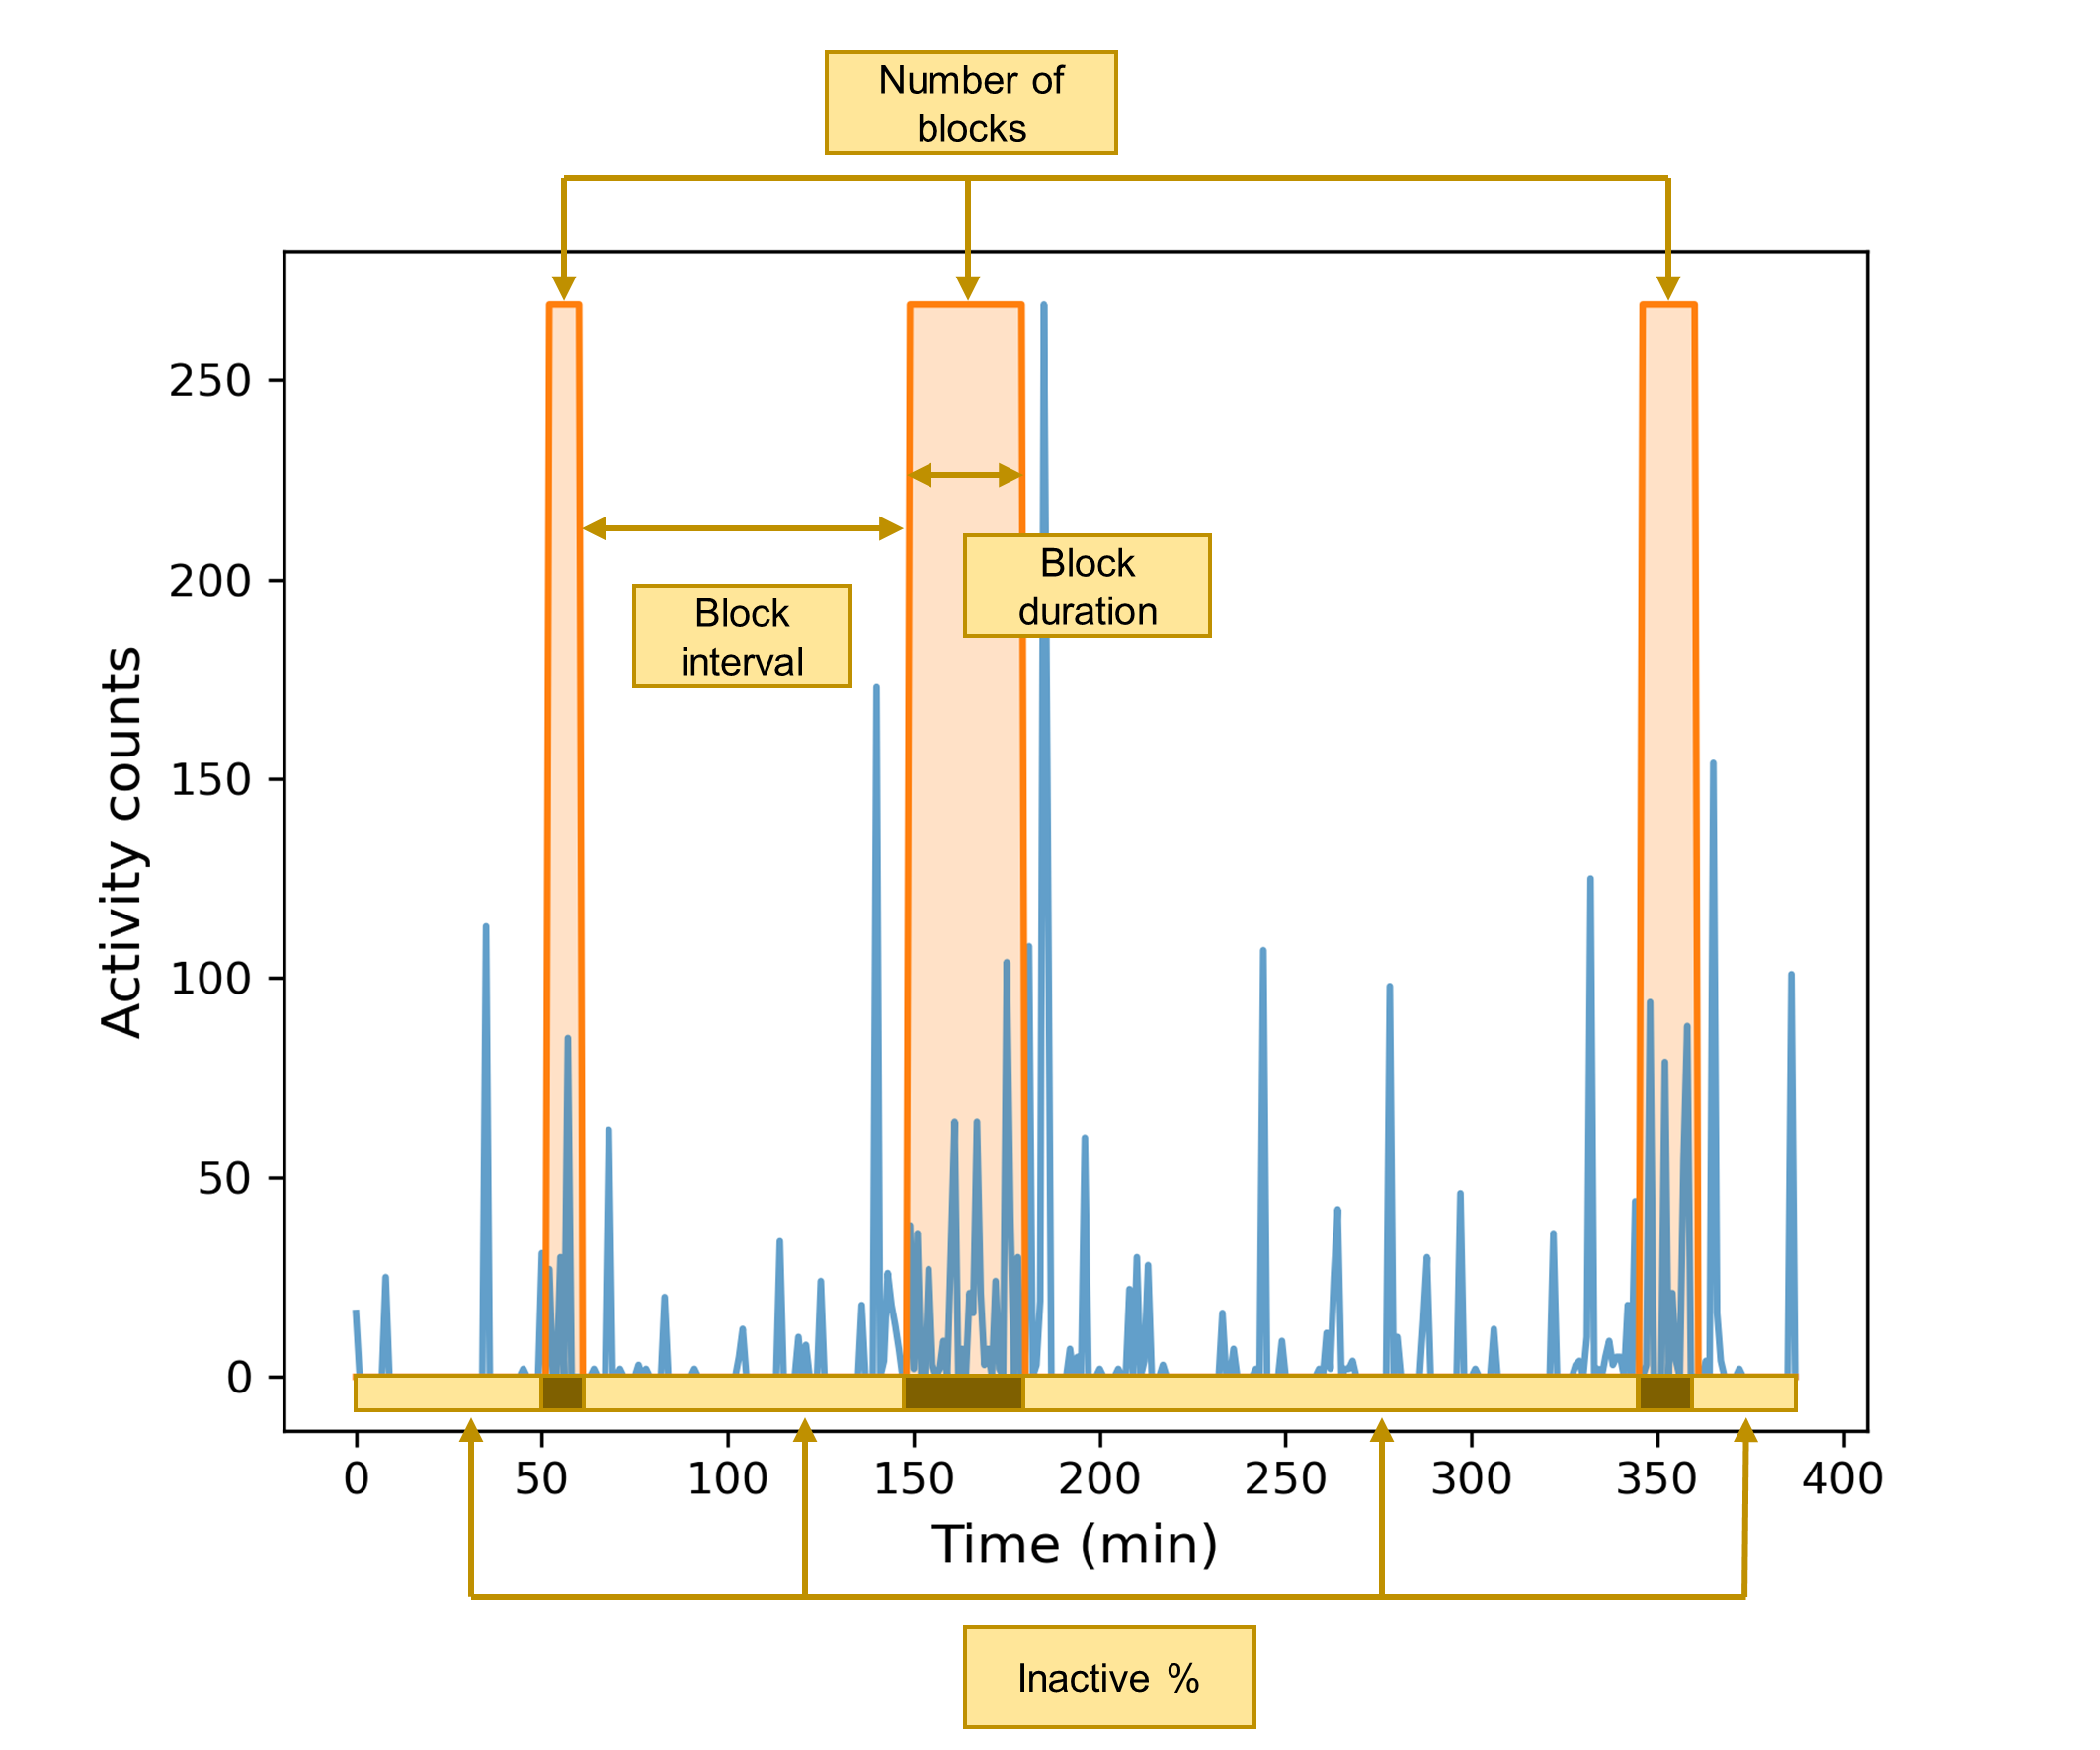 Number of
blocks
250
200
150
100
50
0
Activity counts
Block
duration
Block
interval
0 50 100 150 200 250 300 350 400
Time (min)
Inactive %